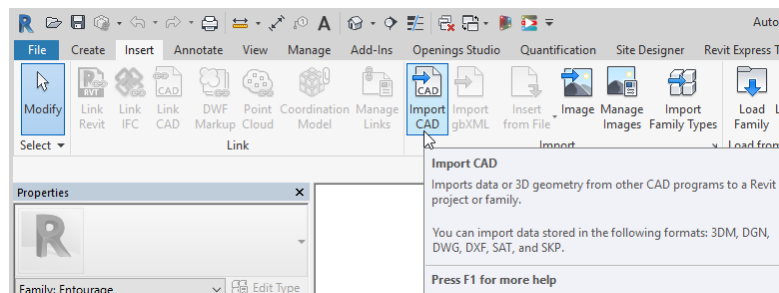 Auto
File Create Insert Annotate View Manage Add-Ins Openings Studio Quantification Site Designer Revit Express T
Modify
Link Revit
Link IFC
Link CAD
DWF Markup
Point Cloud
Coordination Model
Manage Links
Import CAD
Import gbXML
Insert from File
Image
Manage Images
Import Family Types
Load Family
L
Select
Link
Import
Load from
Import CAD
Imports data or 3D geometry from other CAD programs to a Revit
project or family.
You can import data stored in the following formats: 3DM, DGN,
DWG, DXF, SAT, and SKP.
Press F1 for more help
Properties
R
Family: Entourage
Edit Type